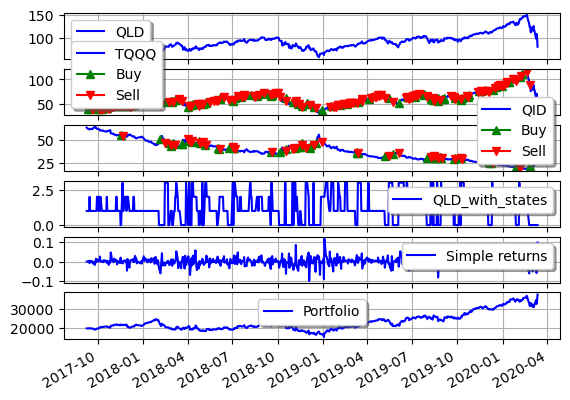 150
100
QLD
100
50
TQQQ
Buy
Sell
50
25
QID
Buy
Sell
2.5
0.0
QLD_with_states
0.1
0.0
−0.1
Simple returns
30000
20000
Portfolio
2017-10
2018-01
2018-04
2018-07
2018-10
2019-01
2019-04
2019-07
2019-10
2020-01
2020-04